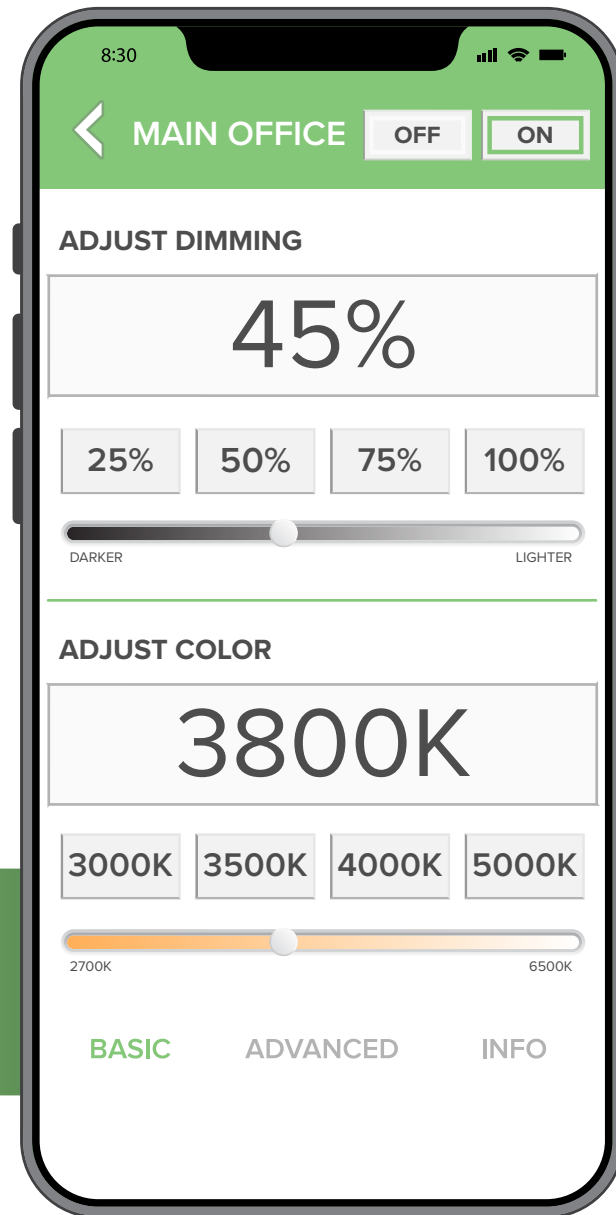 8:30
MAIN OFFICE OFF ON
ADJUST DIMMING
45%
25% 50% 75% 100%
DARKER LIGHTER
ADJUST COLOR
3800K
3000K 3500K 4000K 5000K
2700K 6500K
BASIC ADVANCED INFO